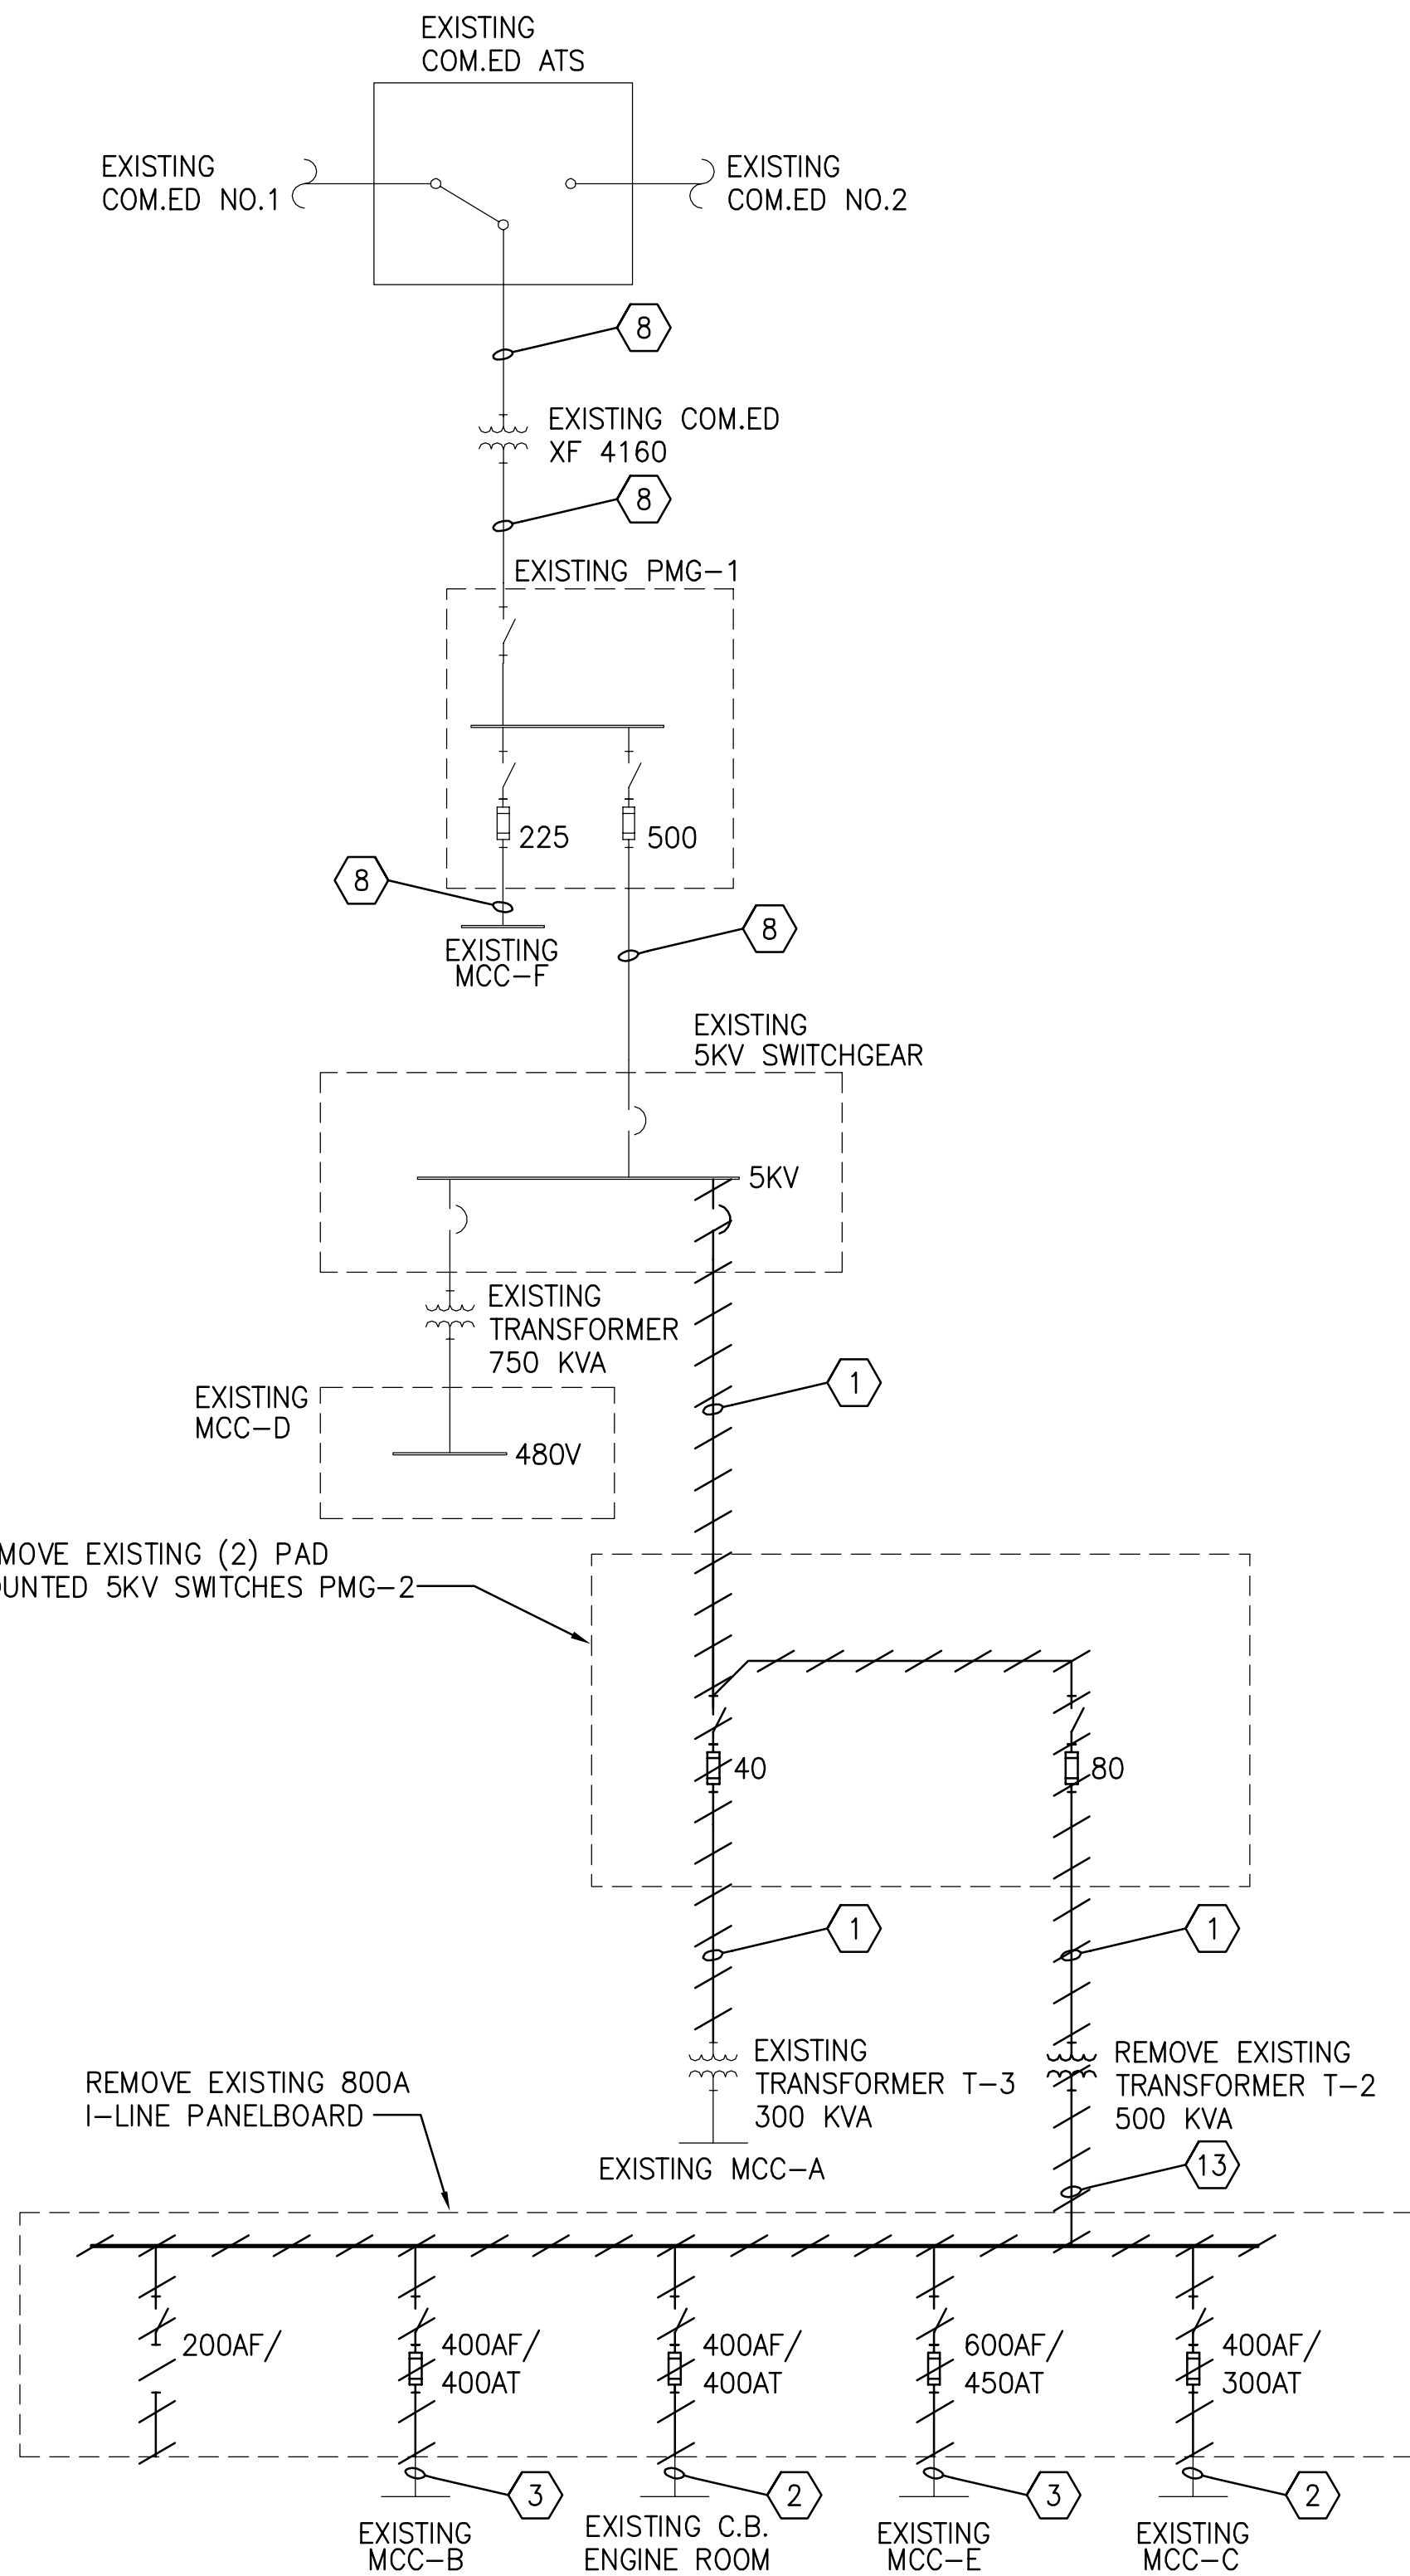 EXISTING
COM.ED ATS
EXISTING
COM.ED NO.1
EXISTING
COM.ED NO.2
8
EXISTING COM.ED
XF 4160
8
EXISTING PMG-1
225
500
8
8
EXISTING
MCC-F
EXISTING
5KV SWITCHGEAR
5KV
EXISTING
TRANSFORMER
750 KVA
1
EXISTING
MCC-D
480V
MOVE EXISTING (2) PAD
UNTED 5KV SWITCHES PMG-2
40
80
1
1
EXISTING
TRANSFORMER T-3
300 KVA
REMOVE EXISTING
TRANSFORMER T-2
500 KVA
REMOVE EXISTING 800A
I-LINE PANELBOARD
EXISTING MCC-A
13
200AF/
400AF/
400AT
400AF/
400AT
600AF/
450AT
400AF/
300AT
3
2
3
2
EXISTING
MCC-B
EXISTING C.B.
ENGINE ROOM
EXISTING
MCC-E
EXISTING
MCC-C